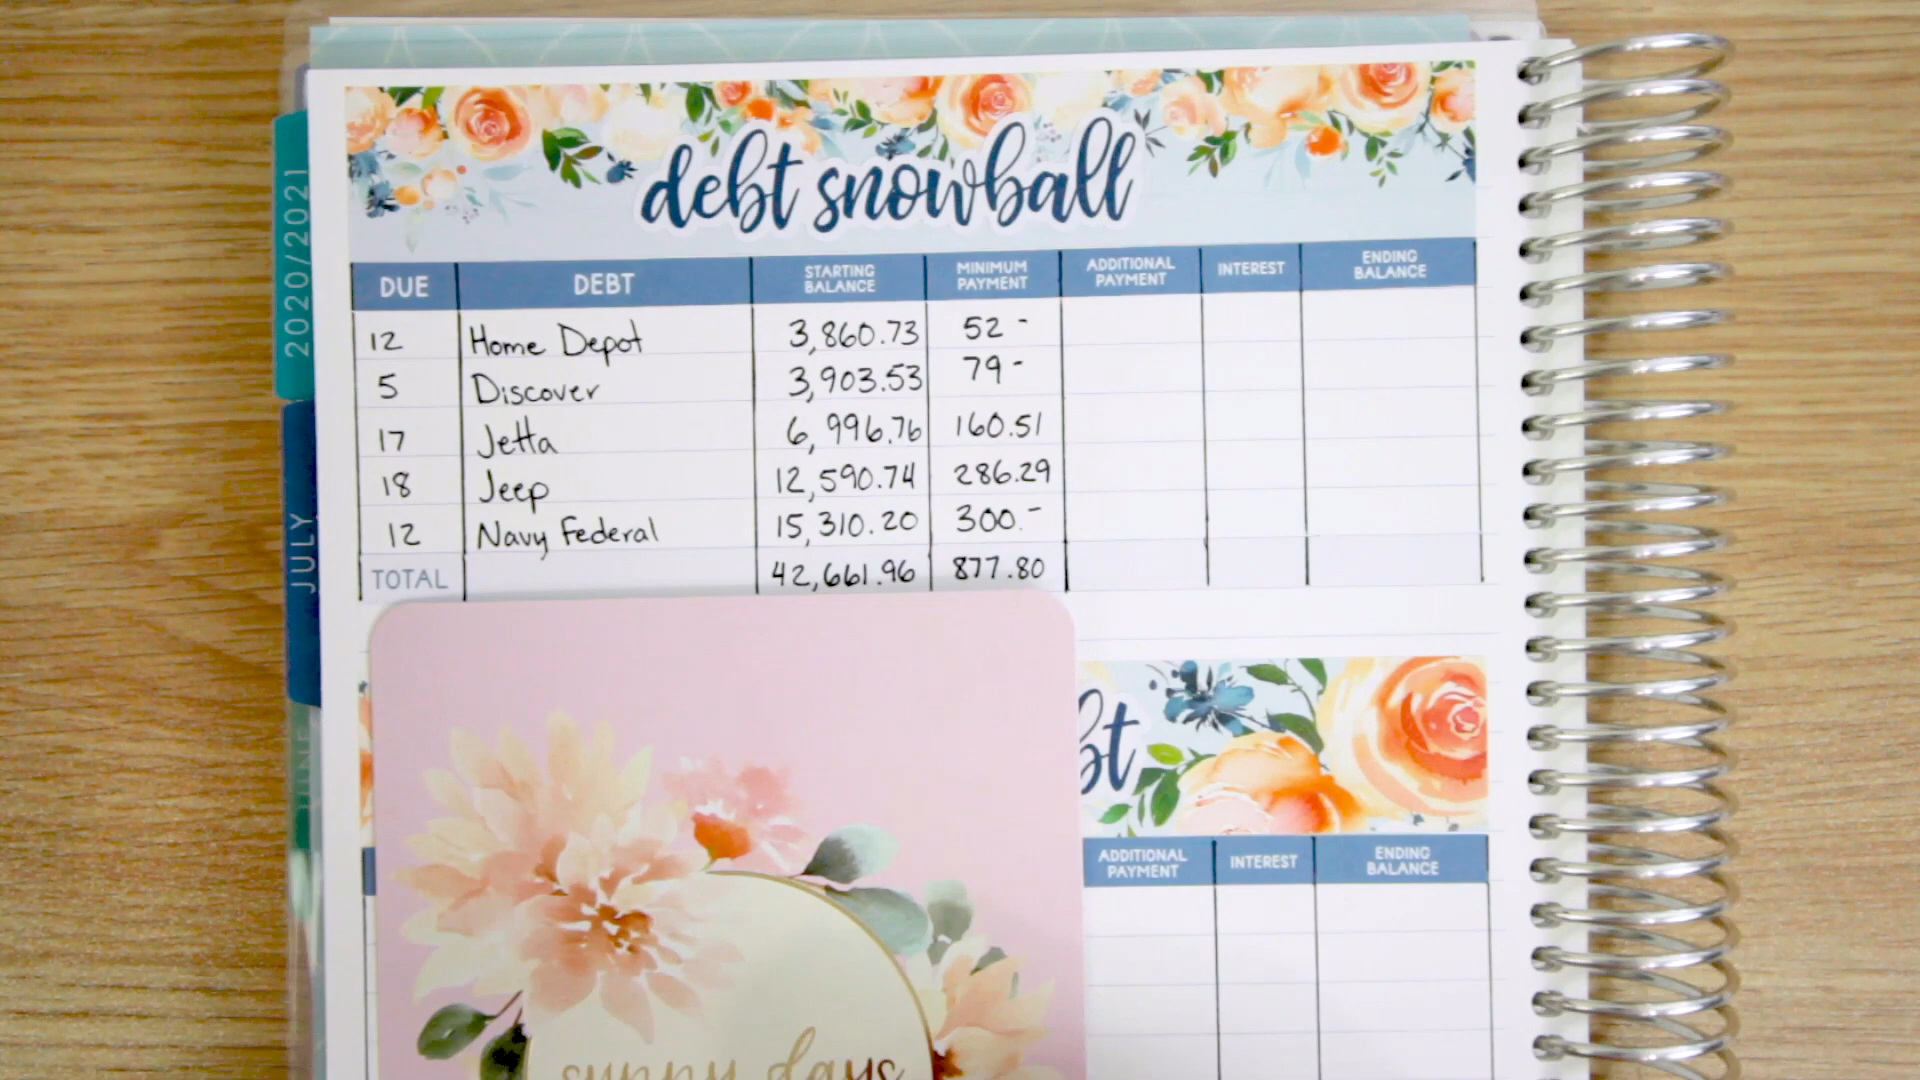 debt snowball
DUE DEBT STARTING BALANCE MINIMUM PAYMENT ADDITIONAL PAYMENT INTEREST ENDING BALANCE
12 Home Depot 3,860.73 52 -
5 Discover 3,903.53 79 -
17 Jetta 6,996.76 160.51
18 Jeep 12,590.74 286.29
12 Navy Federal 15,310.20 300.-
TOTAL 42,661.96 877.80
bt
ADDITIONAL PAYMENT INTEREST ENDING BALANCE
sunny days
2020/2021
JULY
JUNE